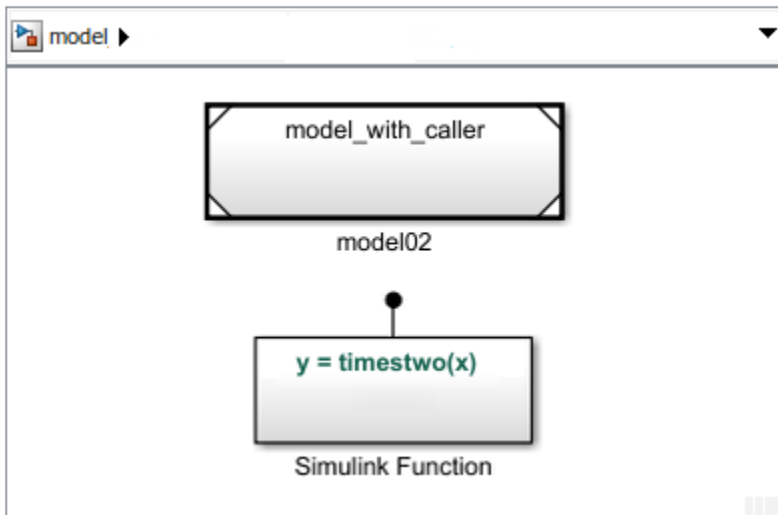 model
model_with_caller
model02
y = timestwo(x)
Simulink Function